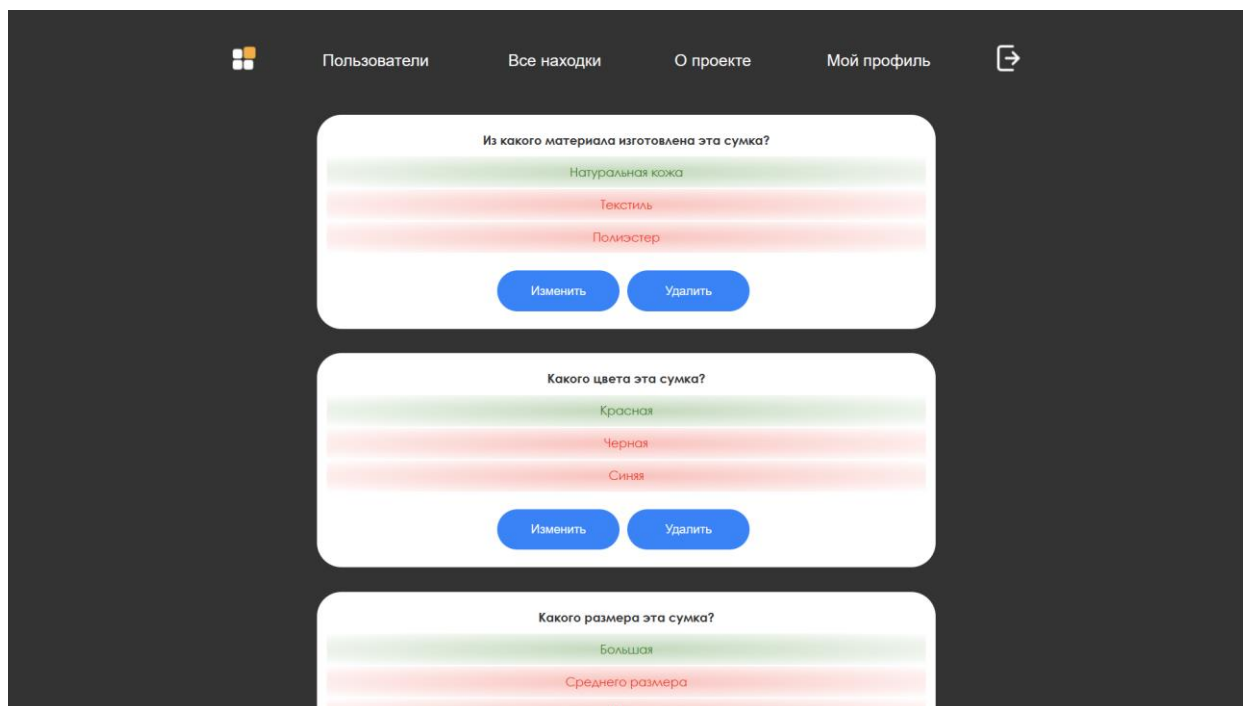 Пользователи Все находки О проекте Мой профиль
Из какого материала изготовлена эта сумка?
Натуральная кожа
Текстиль
Полиэстер
Изменить Удалить
Какого цвета эта сумка?
Красная
Черная
Синяя
Изменить Удалить
Какого размера эта сумка?
Большая
Среднего размера